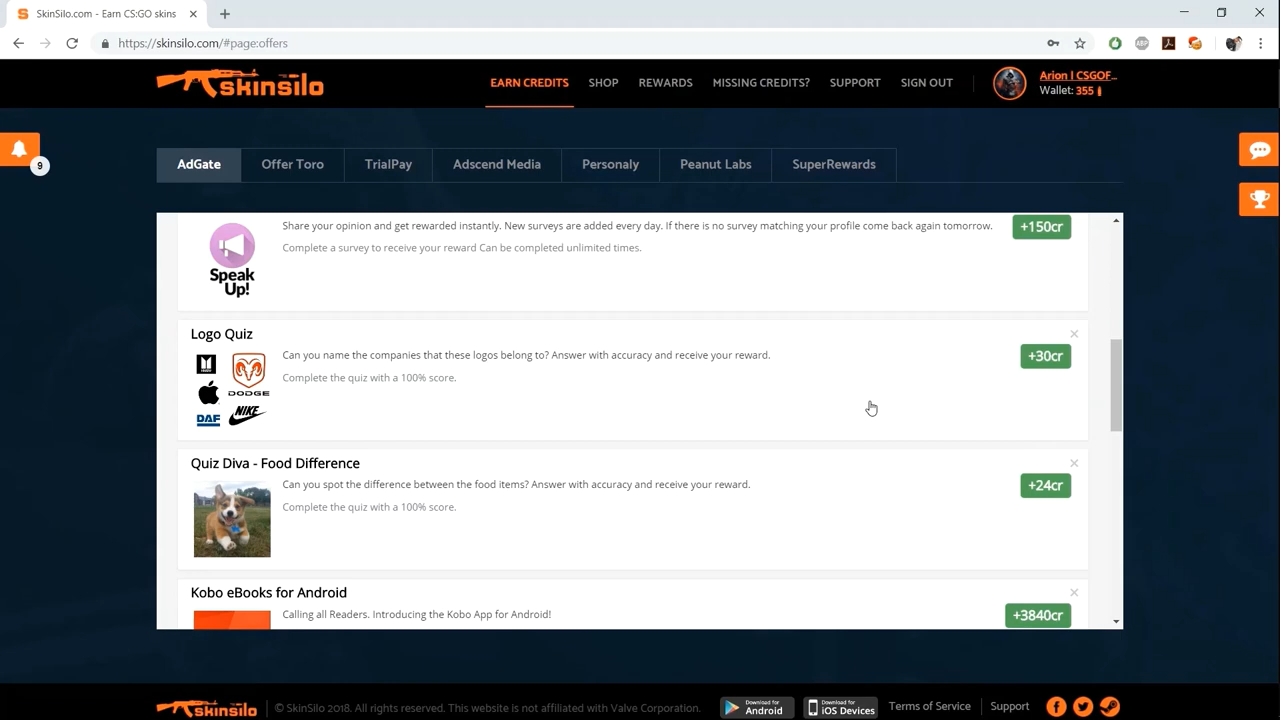 SkinSilo.com - Earn CS:GO skins
https://skinsilo.com/#page:offers
ABP
skinsilo
EARN CREDITS
SHOP
REWARDS
MISSING CREDITS?
SUPPORT
SIGN OUT
Arion | CSGOF...
Wallet: 355
9
AdGate
Offer Toro
TrialPay
Adscend Media
Personaly
Peanut Labs
SuperRewards
Share your opinion and get rewarded instantly. New surveys are added every day. If there is no survey matching your profile come back again tomorrow.
+150cr
Complete a survey to receive your reward Can be completed unlimited times.
Speak
Up!
Logo Quiz
Can you name the companies that these logos belong to? Answer with accuracy and receive your reward.
+30cr
Complete the quiz with a 100% score.
DODGE
DAF
NIKE
Quiz Diva - Food Difference
Can you spot the difference between the food items? Answer with accuracy and receive your reward.
+24cr
Complete the quiz with a 100% score.
Kobo eBooks for Android
Calling all Readers. Introducing the Kobo App for Android!
+3840cr
skinsilo
© SkinSilo 2018. All rights reserved. This website is not affiliated with Valve Corporation.
Download for
Android
Download for
iOS Devices
Terms of Service
Support